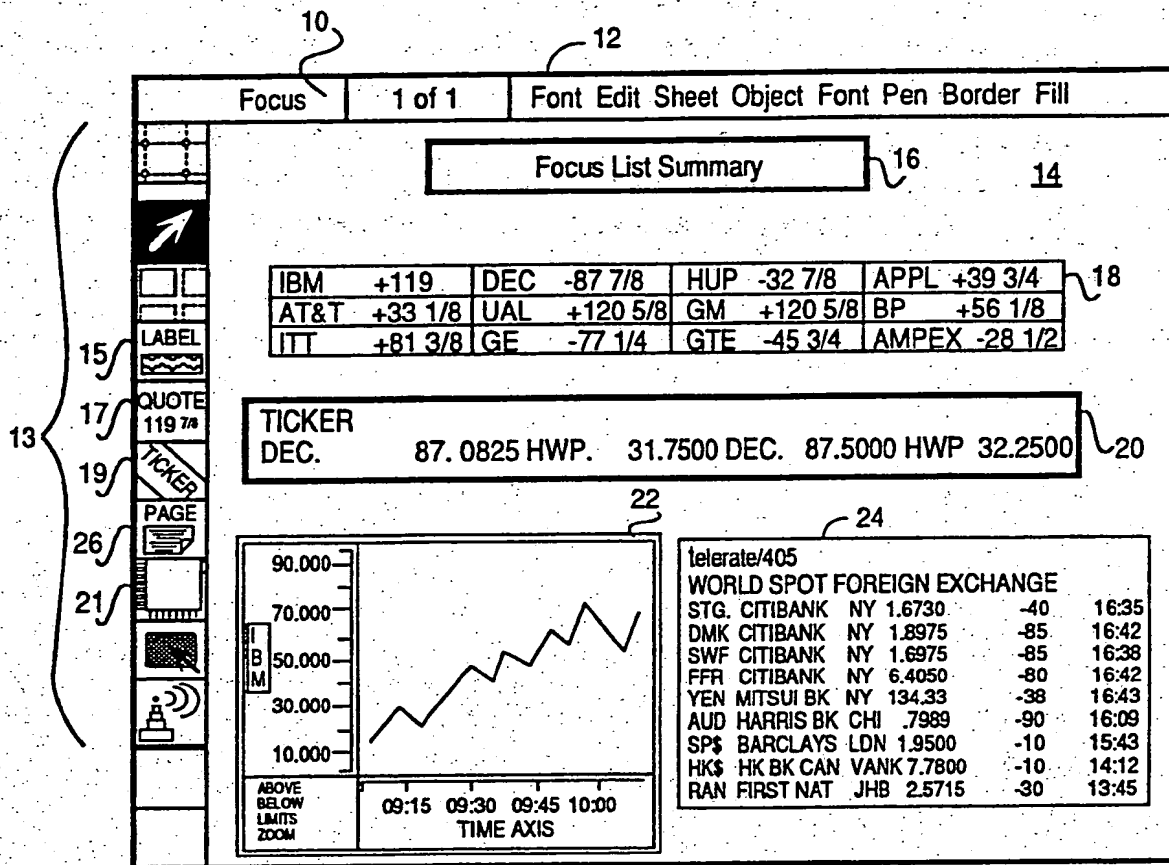 10
12
Focus 1 of 1 Font Edit Sheet Object Font Pen Border Fill
Focus List Summary 16 14
IBM +119 DEC -87 7/8 HUP -32 7/8 APPL +39 3/4 18
AT&T +33 1/8 UAL +120 5/8 GM +120 5/8 BP +56 1/8
ITT +81 3/8 GE -77 1/4 GTE -45 3/4 AMPEX -28 1/2
15 LABEL
13 17 QUOTE
119 7/8
19 TICKER
26 PAGE
21
TICKER
DEC. 87.0825 HWP. 31.7500 DEC. 87.5000 HWP 32.2500 20
22
90.000
70.000
50.000
30.000
10.000
IBM
ABOVE
BELOW
LIMITS
ZOOM
09:15 09:30 09:45 10:00
TIME AXIS
24
telerate/405
WORLD SPOT FOREIGN EXCHANGE
STG. CITIBANK NY 1.6730 -40 16:35
DMK CITIBANK NY 1.8975 -85 16:42
SWF CITIBANK NY 1.6975 -85 16:38
FFR CITIBANK NY 6.4050 -80 16:42
YEN MITSUI BK NY 134.33 -38 16:43
AUD HARRIS BK CHI .7989 -90 16:09
SP$ BARCLAYS LDN 1.9500 -10 15:43
HK$ HK BK CAN VANK 7.7800 -10 14:12
RAN FIRST NAT JHB 2.5715 -30 13:45